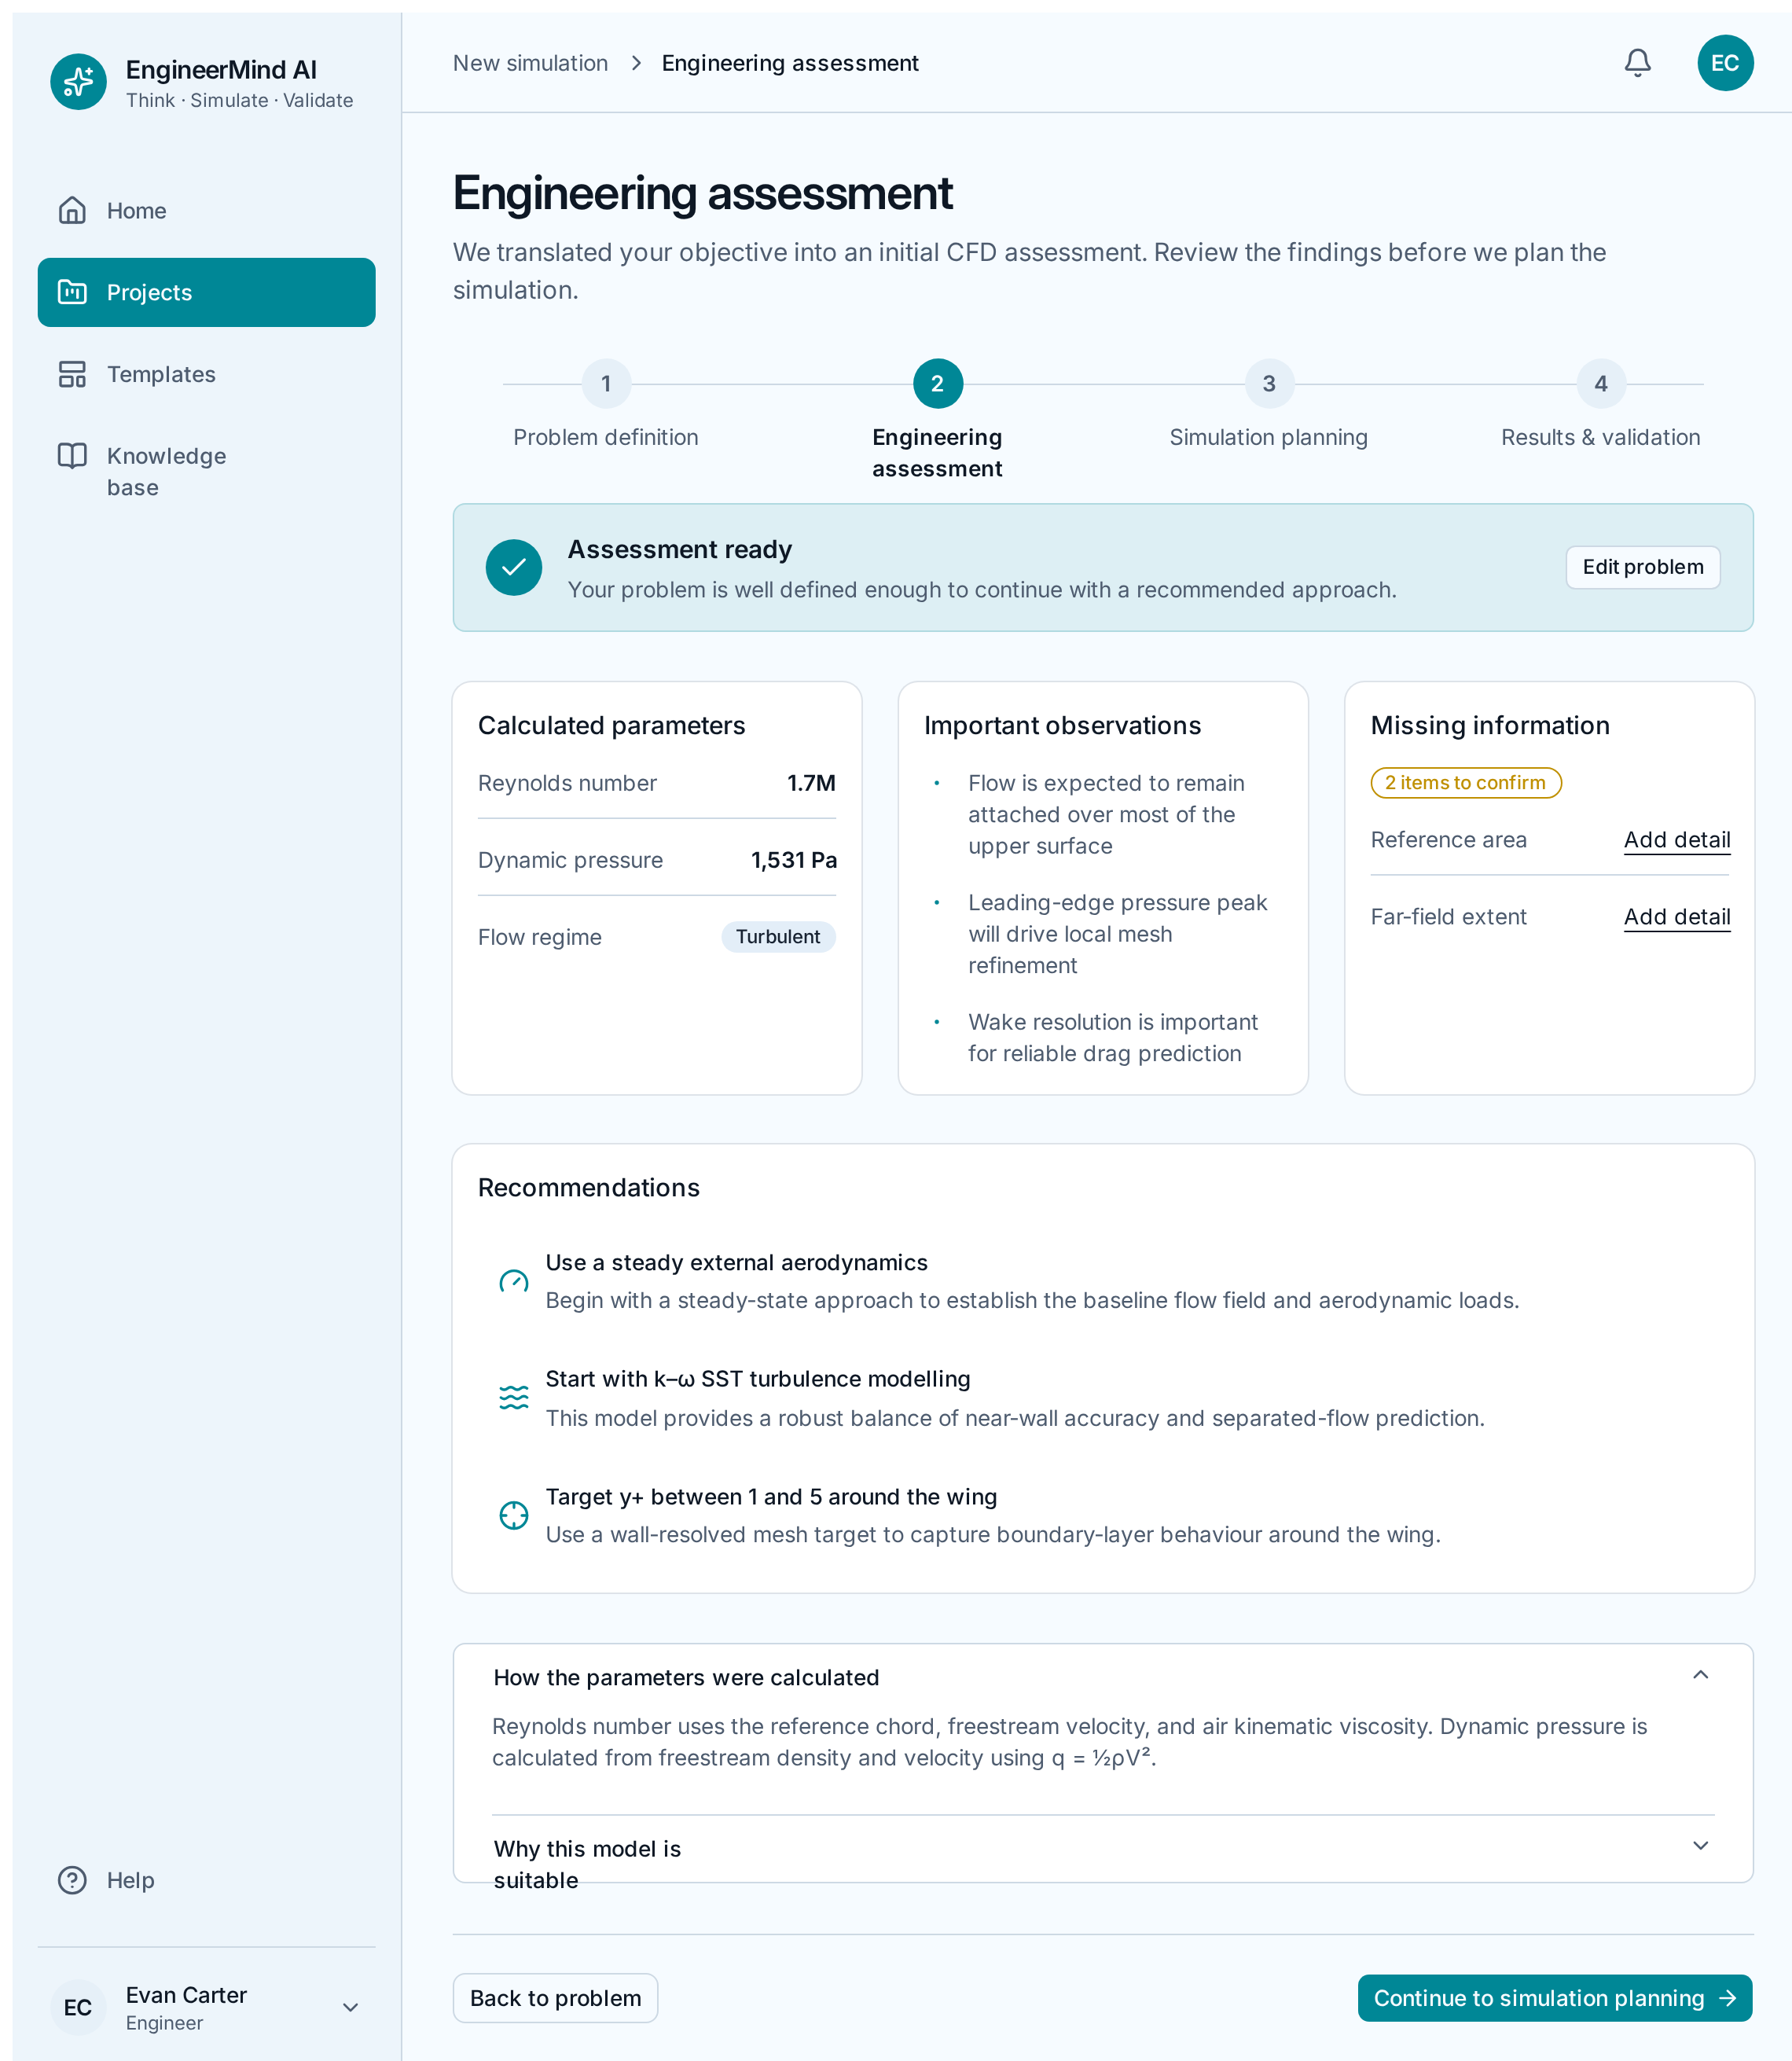 EngineerMind AI
Think · Simulate · Validate
Home
Projects
Templates
Knowledge
base
Help
EC
Evan Carter
Engineer
New simulation
Engineering assessment
EC
Engineering assessment
We translated your objective into an initial CFD assessment. Review the findings before we plan the
simulation.
1
Problem definition
2
Engineering
assessment
3
Simulation planning
4
Results & validation
Assessment ready
Your problem is well defined enough to continue with a recommended approach.
Edit problem
Calculated parameters
Reynolds number 1.7M
Dynamic pressure 1,531 Pa
Flow regime Turbulent
Important observations
• Flow is expected to remain
attached over most of the
upper surface
• Leading-edge pressure peak
will drive local mesh
refinement
• Wake resolution is important
for reliable drag prediction
Missing information
2 items to confirm
Reference area Add detail
Far-field extent Add detail
Recommendations
Use a steady external aerodynamics
Begin with a steady-state approach to establish the baseline flow field and aerodynamic loads.
Start with k–ω SST turbulence modelling
This model provides a robust balance of near-wall accuracy and separated-flow prediction.
Target y+ between 1 and 5 around the wing
Use a wall-resolved mesh target to capture boundary-layer behaviour around the wing.
How the parameters were calculated
Reynolds number uses the reference chord, freestream velocity, and air kinematic viscosity. Dynamic pressure is
calculated from freestream density and velocity using q = ½ρV².
Why this model is
suitable
Back to problem
Continue to simulation planning